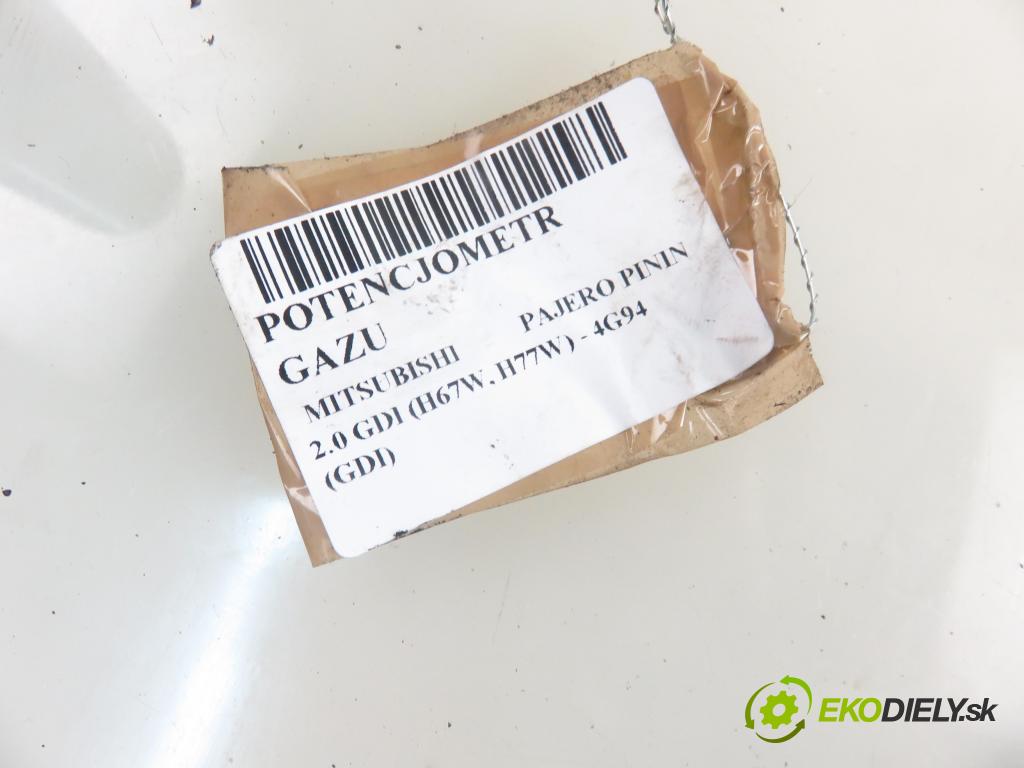 POTENCJOMETR
GAZU
MITSUBISHI PAJERO PININ
2.0 GDI (H67W, H77W) - 4G94
(GDI)
EKODIELY.sk